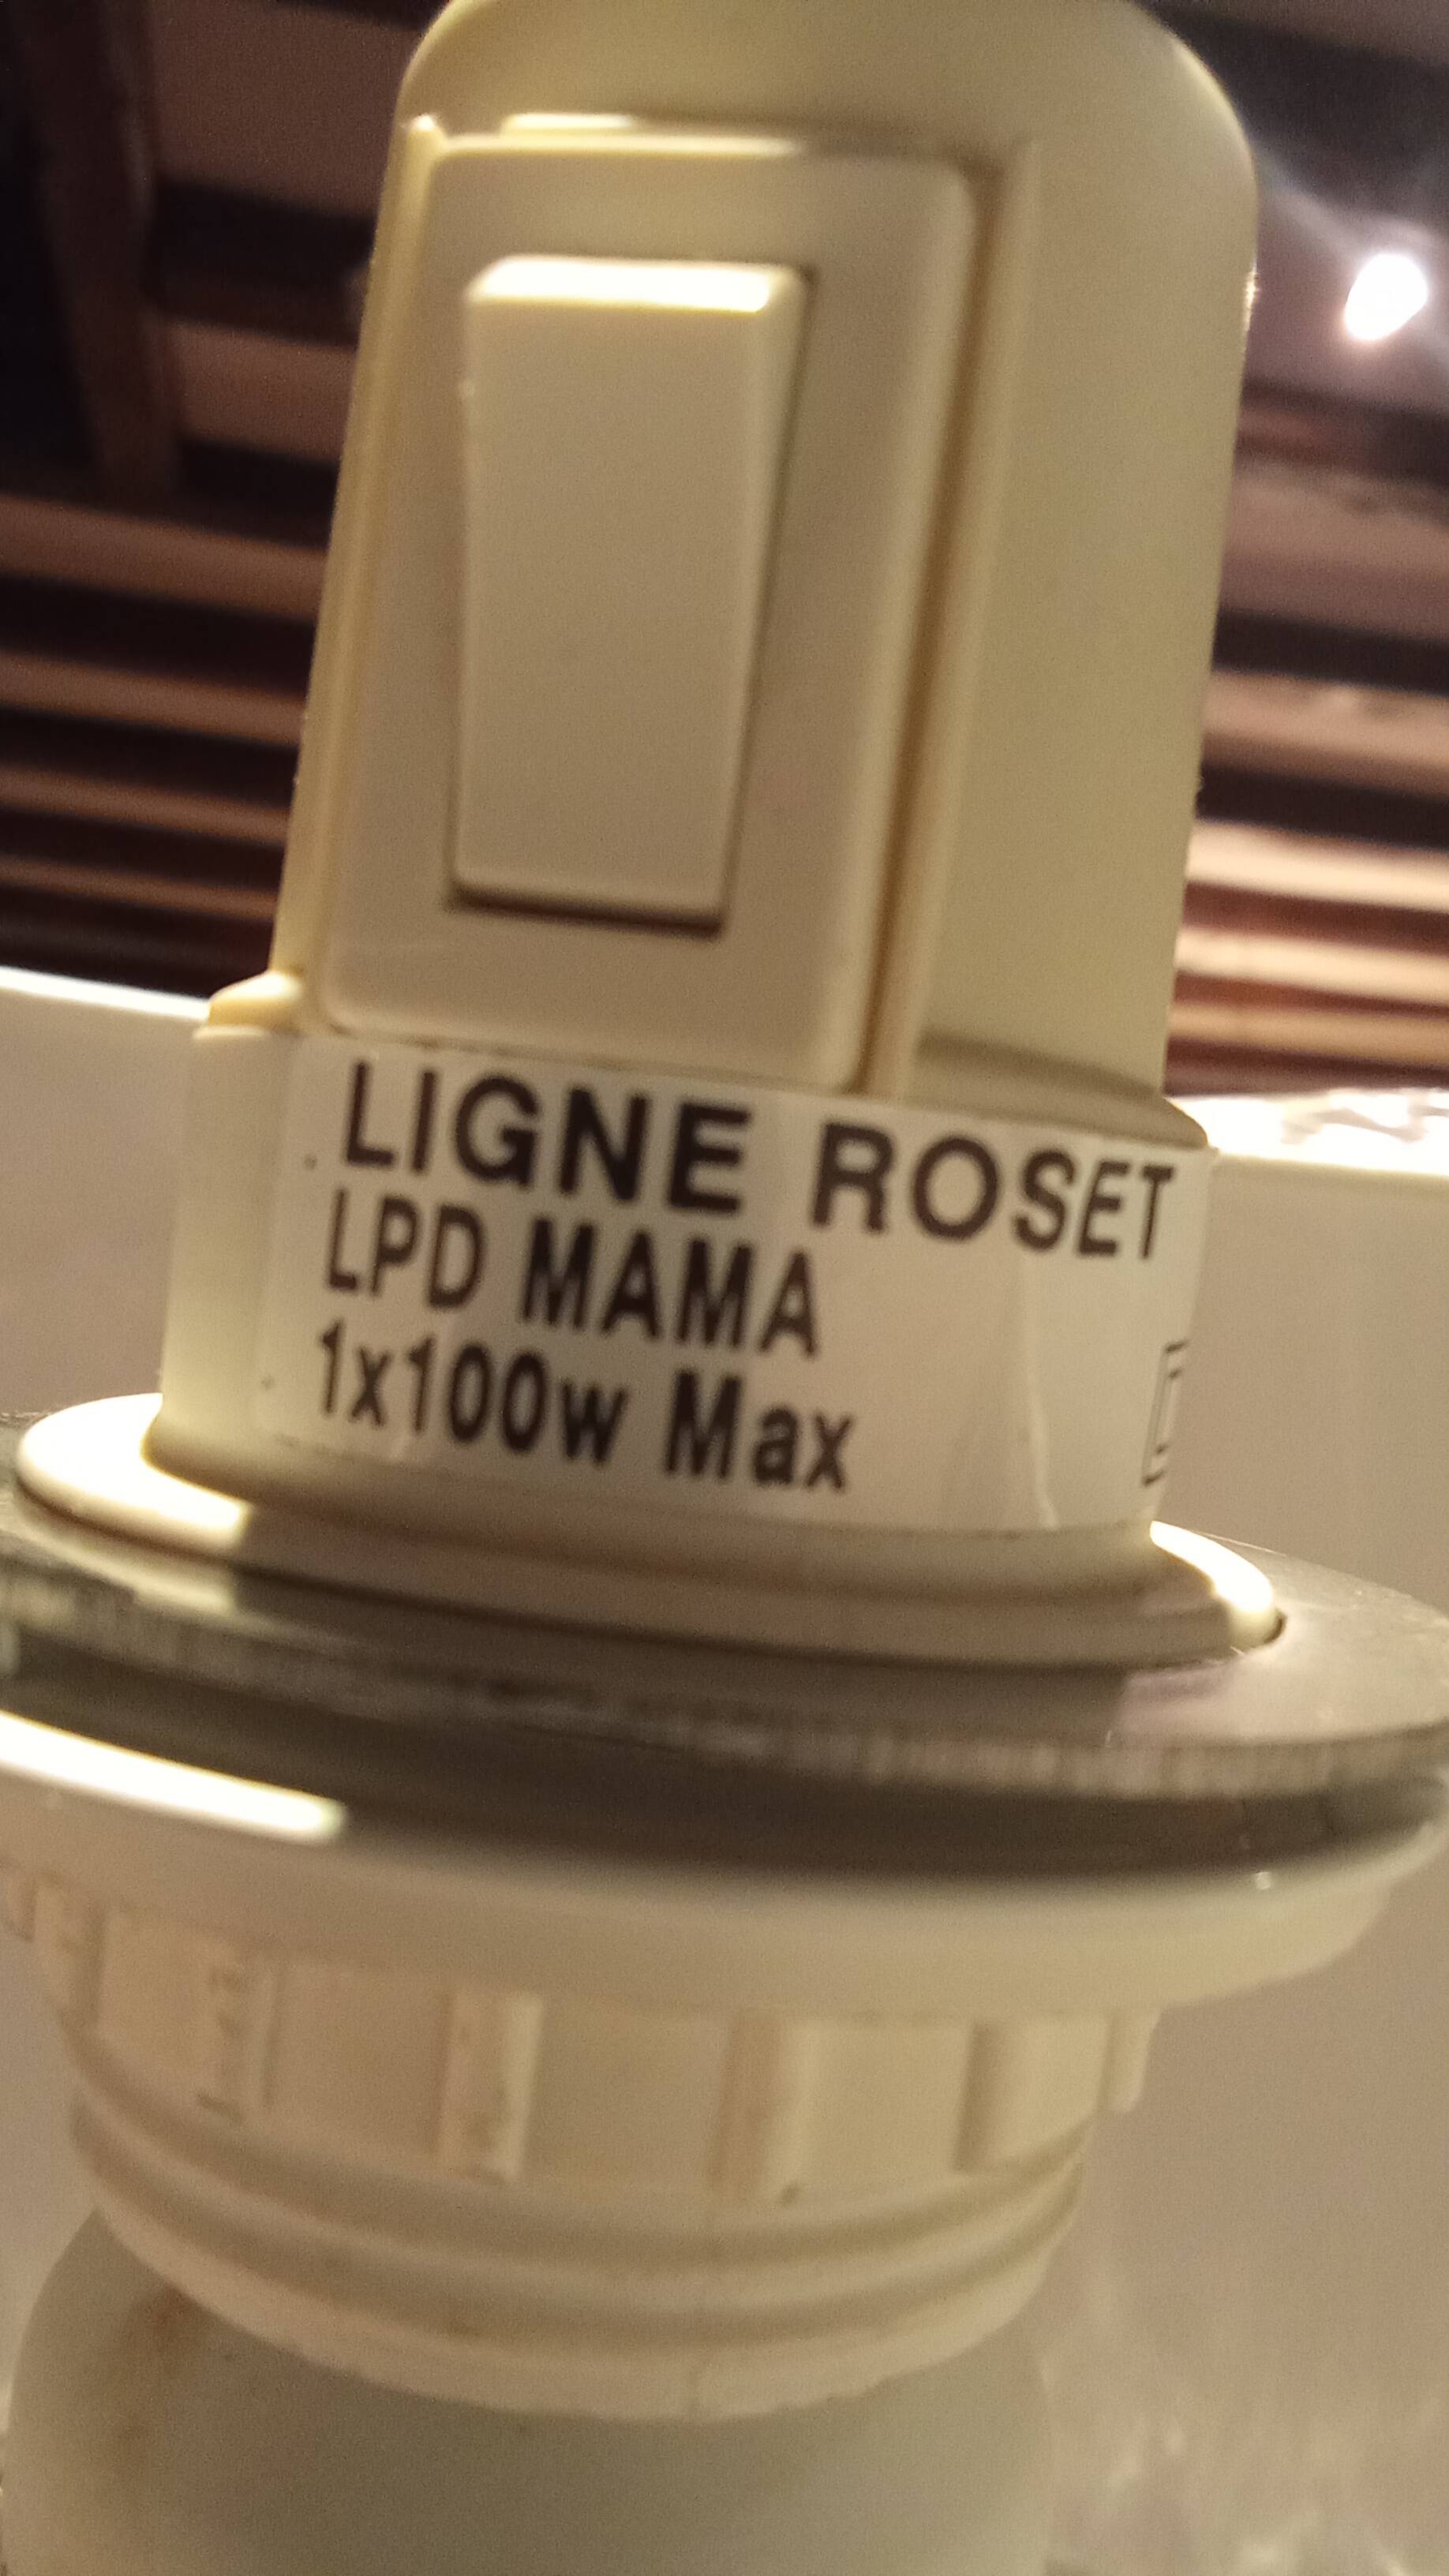 LIGNE ROSET
LPD MAMA
1x100w Max